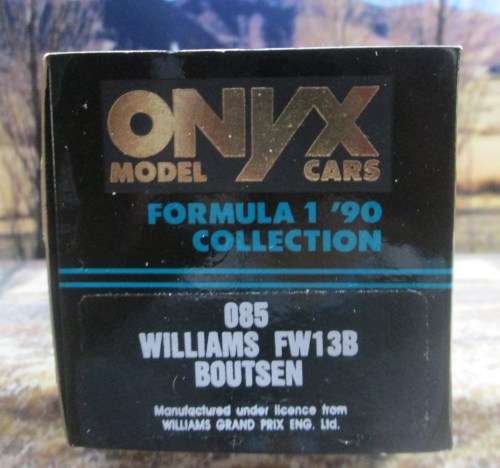 ONYX
MODEL CARS
FORMULA 1 '90
COLLECTION
085
WILLIAMS FW13B
BOUTSEN
Manufactured under licence from
WILLIAMS GRAND PRIX ENG. Ltd.